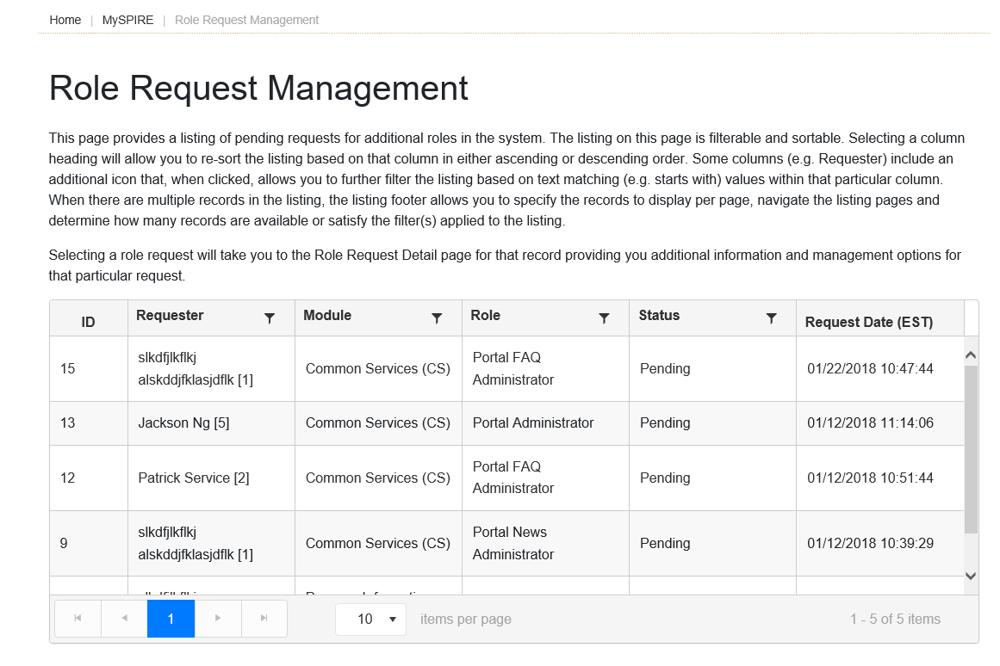 Home | MySPIRE | Role Request Management
Role Request Management
This page provides a listing of pending requests for additional roles in the system. The listing on this page is filterable and sortable. Selecting a column
heading will allow you to re-sort the listing based on that column in either ascending or descending order. Some columns (e.g. Requester) include an
additional icon that, when clicked, allows you to further filter the listing based on text matching (e.g. starts with) values within that particular column.
When there are multiple records in the listing, the listing footer allows you to specify the records to display per page, navigate the listing pages and
determine how many records are available or satisfy the filter(s) applied to the listing.
Selecting a role request will take you to the Role Request Detail page for that record providing you additional information and management options for
that particular request.
ID Requester Module Role Status Request Date (EST)
15 slkdfjlkflkj alskddjfklasjdflk [1] Common Services (CS) Portal FAQ Administrator Pending 01/22/2018 10:47:44
13 Jackson Ng [5] Common Services (CS) Portal Administrator Pending 01/12/2018 11:14:06
12 Patrick Service [2] Common Services (CS) Portal FAQ Administrator Pending 01/12/2018 10:51:44
9 slkdfjlkflkj alskddjfklasjdflk [1] Common Services (CS) Portal News Administrator Pending 01/12/2018 10:39:29
1 10 items per page 1 - 5 of 5 items